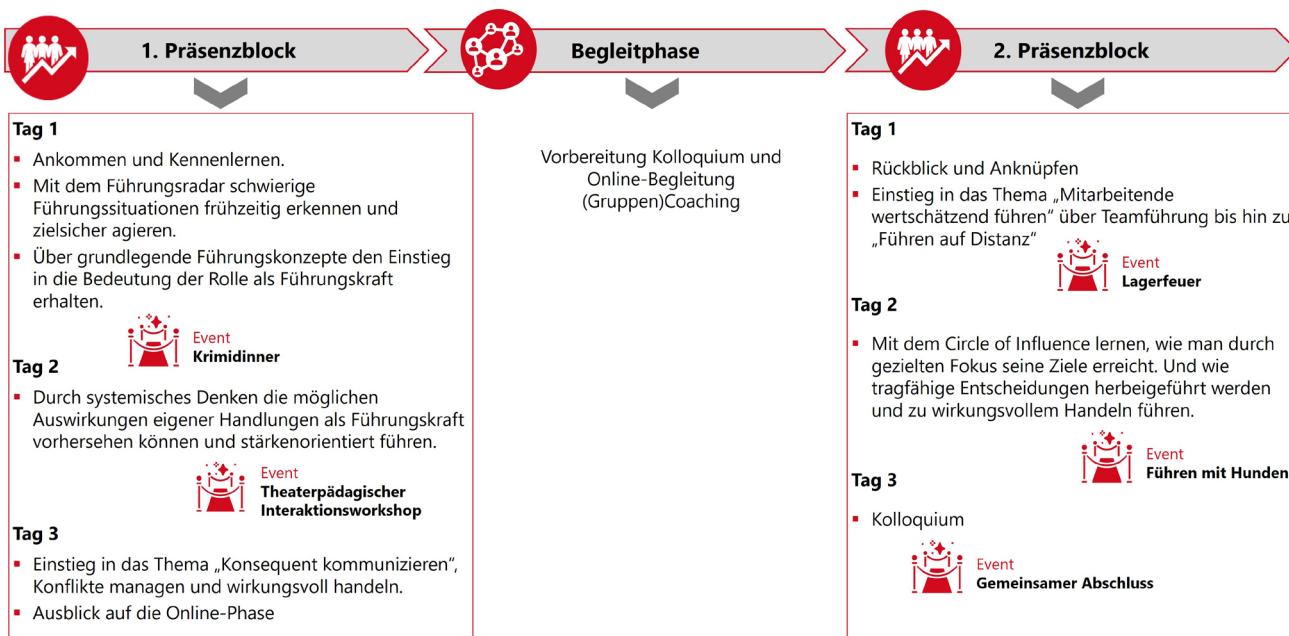 1. Präsenzblock
Begleitphase
2. Präsenzblock
Tag 1
Ankommen und Kennenlernen.
Mit dem Führungsradar schwierige
Führungssituationen frühzeitig erkennen und
zielsicher agieren.
Über grundlegende Führungskonzepte den Einstieg
in die Bedeutung der Rolle als Führungskraft
erhalten.
Event
Krimidinner
Tag 2
Durch systemisches Denken die möglichen
Auswirkungen eigener Handlungen als Führungskraft
vorhersehen können und stärkenorientiert führen.
Event
Theaterpädagischer
Interaktionsworkshop
Tag 3
Einstieg in das Thema „Konsequent kommunizieren“,
Konflikte managen und wirkungsvoll handeln.
Ausblick auf die Online-Phase
Vorbereitung Kolloquium und
Online-Begleitung
(Gruppen)Coaching
Tag 1
Rückblick und Anknüpfen
Einstieg in das Thema „Mitarbeitende
wertschätzend führen“ über Teamführung bis hin zu
„Führen auf Distanz“
Event
Lagerfeuer
Tag 2
Mit dem Circle of Influence lernen, wie man durch
gezielten Fokus seine Ziele erreicht. Und wie
tragfähige Entscheidungen herbeigeführt werden
und zu wirkungsvollem Handeln führen.
Event
Führen mit Hunden
Tag 3
Kolloquium
Event
Gemeinsamer Abschluss